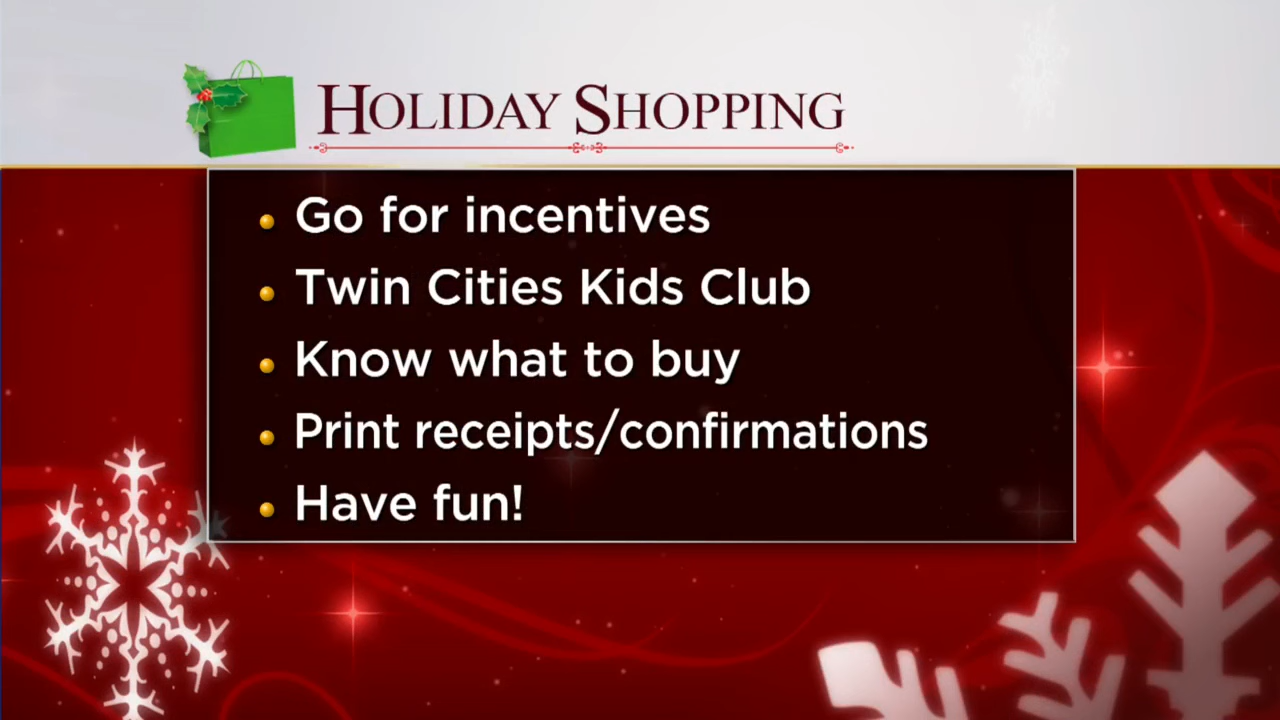 HOLIDAY SHOPPING
Go for incentives
Twin Cities Kids Club
Know what to buy
Print receipts/confirmations
Have fun!